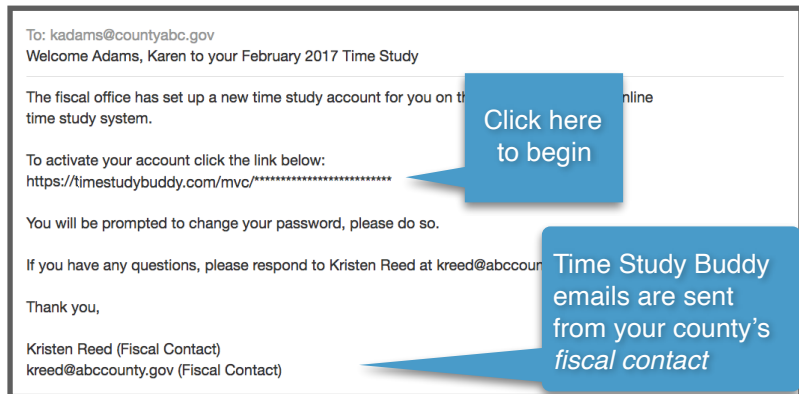 To: kadams@countyabc.gov
Welcome Adams, Karen to your February 2017 Time Study
The fiscal office has set up a new time study account for you on
time study system.
Click here
to begin
To activate your account click the link below:
https://timestudybuddy.com/mvc/**************************
You will be prompted to change your password, please do so.
If you have any questions, please respond to Kristen Reed at
Time Study Buddy
emails are sent
from your county’s
fiscal contact
Thank you,
Kristen Reed (Fiscal Contact)
kreed@abccounty.gov (Fiscal Contact)